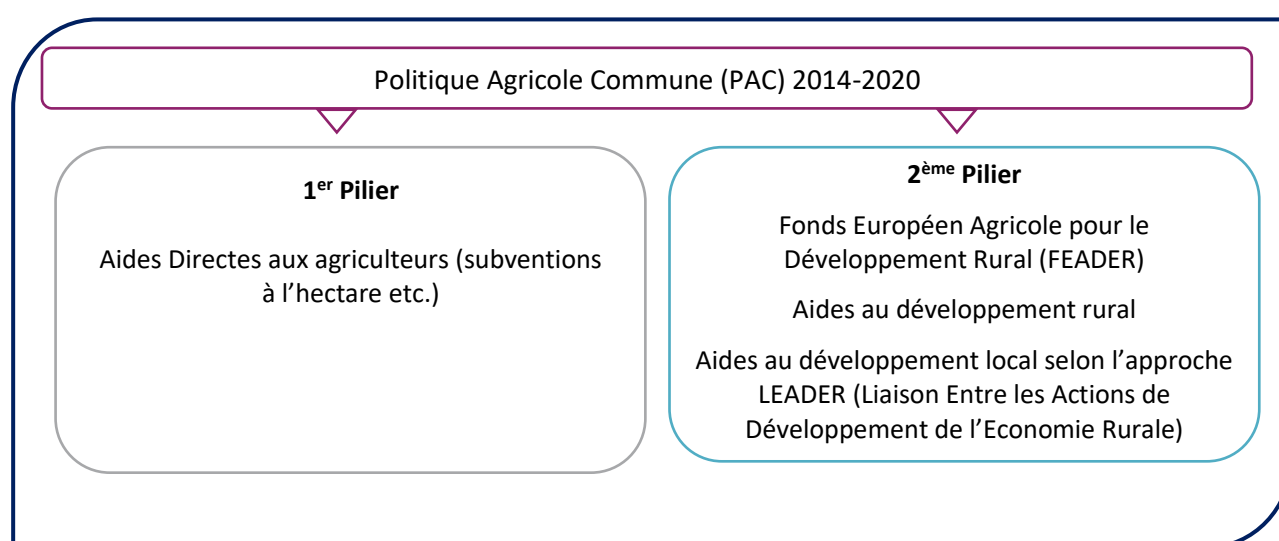 Politique Agricole Commune (PAC) 2014-2020
1er Pilier
Aides Directes aux agriculteurs (subventions
à l’hectare etc.)
2ème Pilier
Fonds Européen Agricole pour le
Développement Rural (FEADER)
Aides au développement rural
Aides au développement local selon l’approche
LEADER (Liaison Entre les Actions de
Développement de l’Economie Rurale)